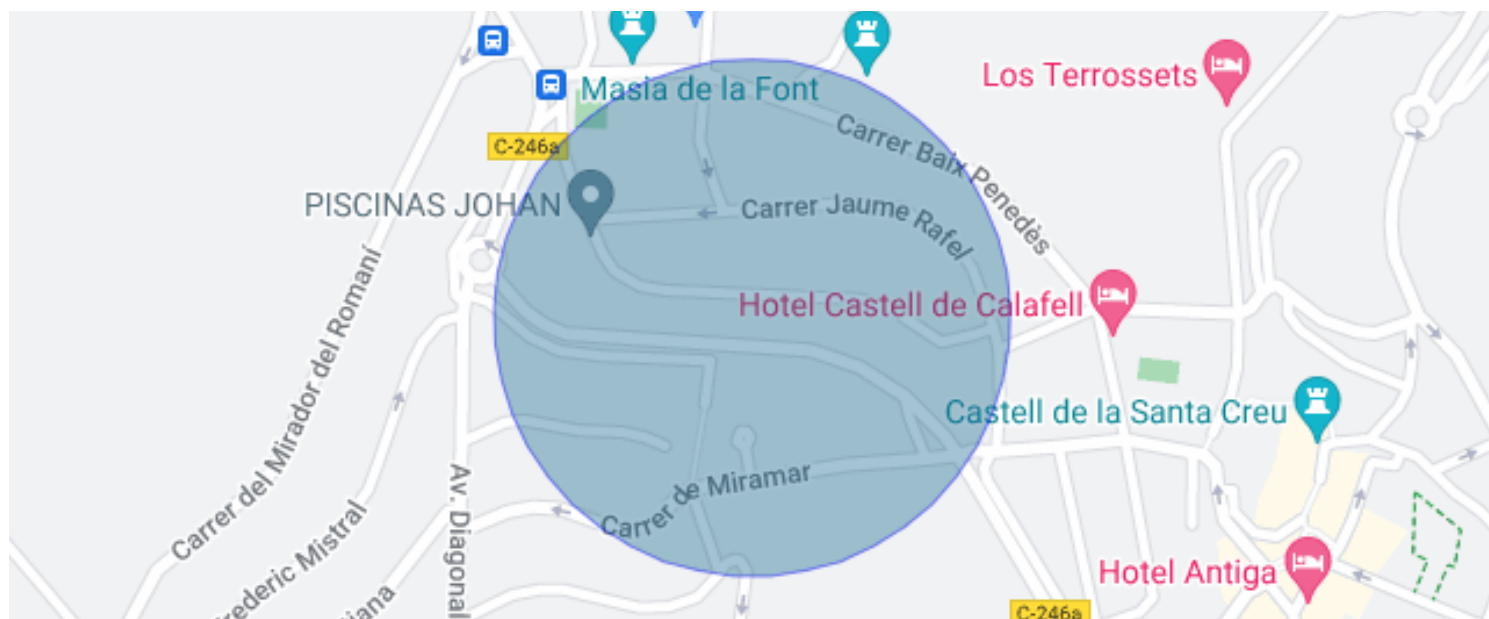 Masia de la Font
Los Terrossets
C-246a
Carrer Baix Penedès
PISCINAS JOHAN
Carrer Jaume Rafel
Hotel Castell de Calafell
Carrer del Mirador del Romaní
Castell de la Santa Creu
Carrer de Miramar
Av. Diagonal
Frederic Mistral
Hotel Antiga
C-246a